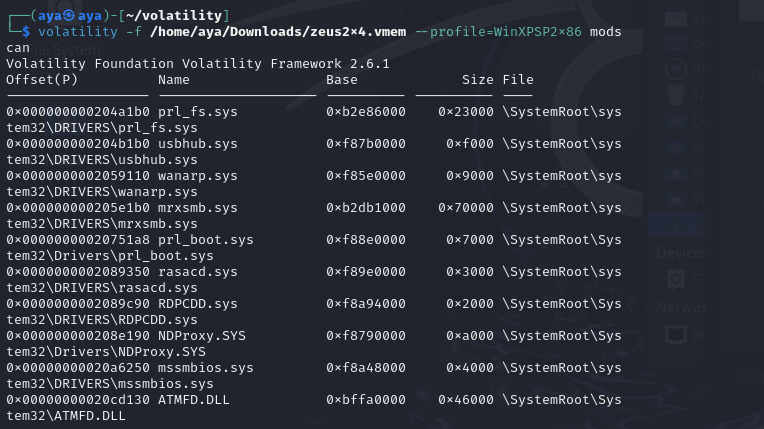 ┌──(aya㉿aya)-[~/volatility]
└─$ volatility -f /home/aya/Downloads/zeus2×4.vmem --profile=WinXPSP2×86 mods
can
Volatility Foundation Volatility Framework 2.6.1
Offset(P) Name Base Size File
------------------ -------------------- ---------- ---------- ----
0×000000000204a1b0 prl_fs.sys 0×b2e86000 0×23000 \SystemRoot\sys
tem32\DRIVERS\prl_fs.sys
0×000000000204b1b0 usbhub.sys 0×f87b0000 0×f000 \SystemRoot\sys
tem32\DRIVERS\usbhub.sys
0×0000000002059110 wanarp.sys 0×f85e0000 0×9000 \SystemRoot\sys
tem32\DRIVERS\wanarp.sys
0×000000000205e1b0 mrxsmb.sys 0×b2db1000 0×70000 \SystemRoot\sys
tem32\DRIVERS\mrxsmb.sys
0×00000000020751a8 prl_boot.sys 0×f88e0000 0×7000 \SystemRoot\Sys
tem32\Drivers\prl_boot.sys
0×0000000002089350 rasacd.sys 0×f89e0000 0×3000 \SystemRoot\sys
tem32\DRIVERS\rasacd.sys
0×0000000002089c90 RDPCDD.sys 0×f8a94000 0×2000 \SystemRoot\Sys
tem32\DRIVERS\RDPCDD.sys
0×000000000208e190 NDProxy.SYS 0×f8790000 0×a000 \SystemRoot\Sys
tem32\Drivers\NDProxy.SYS
0×00000000020a6250 mssmbios.sys 0×f8a48000 0×4000 \SystemRoot\sys
tem32\DRIVERS\mssmbios.sys
0×00000000020cd130 ATMFD.DLL 0×bffa0000 0×46000 \SystemRoot\Sys
tem32\ATMFD.DLL
File System
Devices
Networ